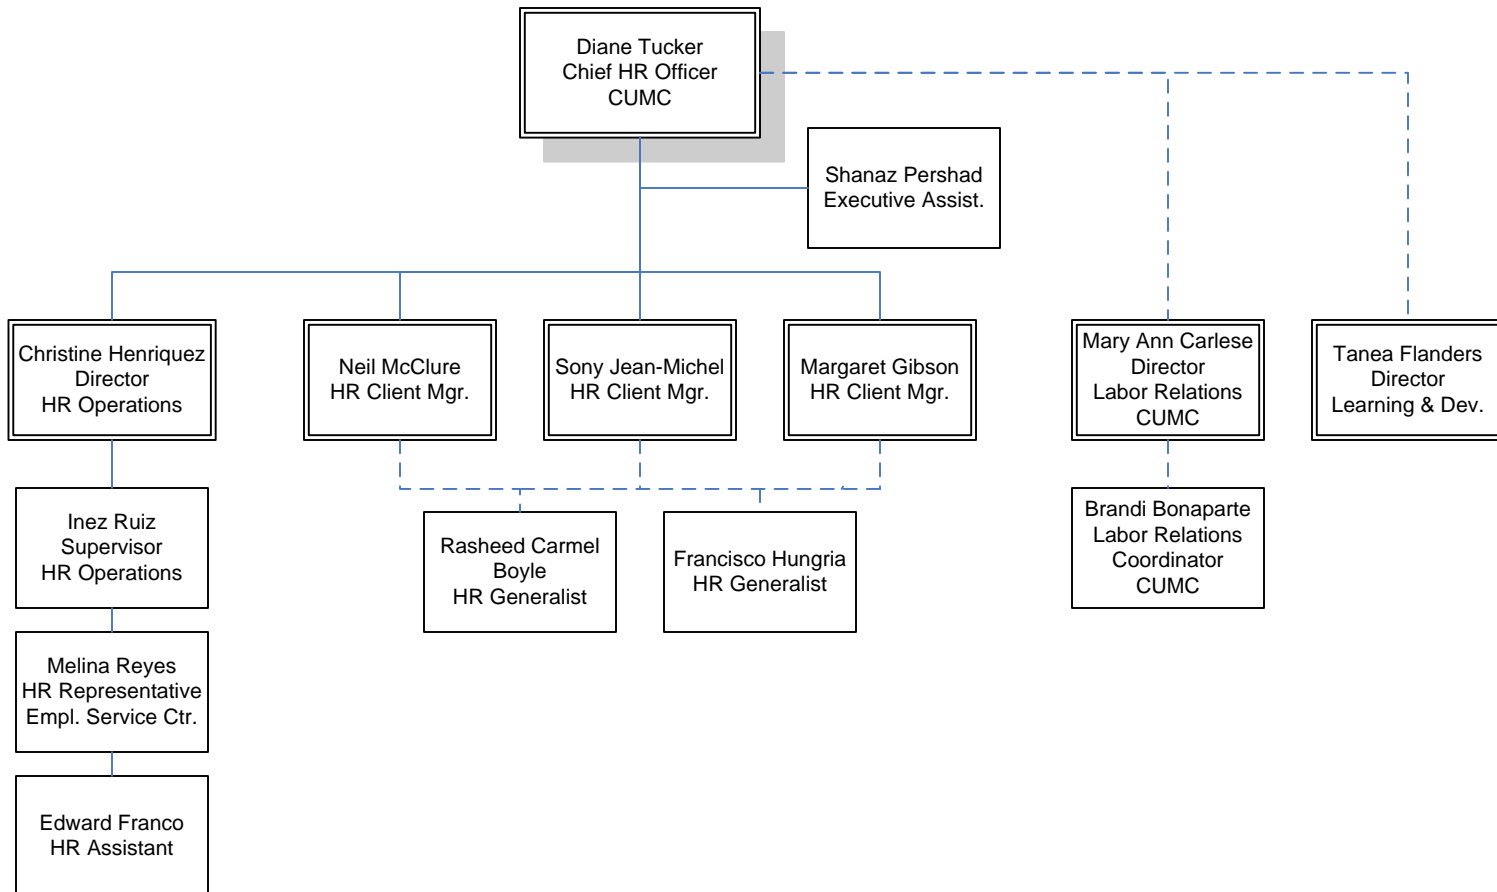 Diane Tucker
Chief HR Officer
CUMC
Shanaz Pershad
Executive Assist.
Christine Henriquez
Director
HR Operations
Neil McClure
HR Client Mgr.
Sony Jean-Michel
HR Client Mgr.
Margaret Gibson
HR Client Mgr.
Mary Ann Carlese
Director
Labor Relations
CUMC
Tanea Flanders
Director
Learning & Dev.
Inez Ruiz
Supervisor
HR Operations
Rasheed Carmel
Boyle
HR Generalist
Francisco Hungria
HR Generalist
Brandi Bonaparte
Labor Relations
Coordinator
CUMC
Melina Reyes
HR Representative
Empl. Service Ctr.
Edward Franco
HR Assistant